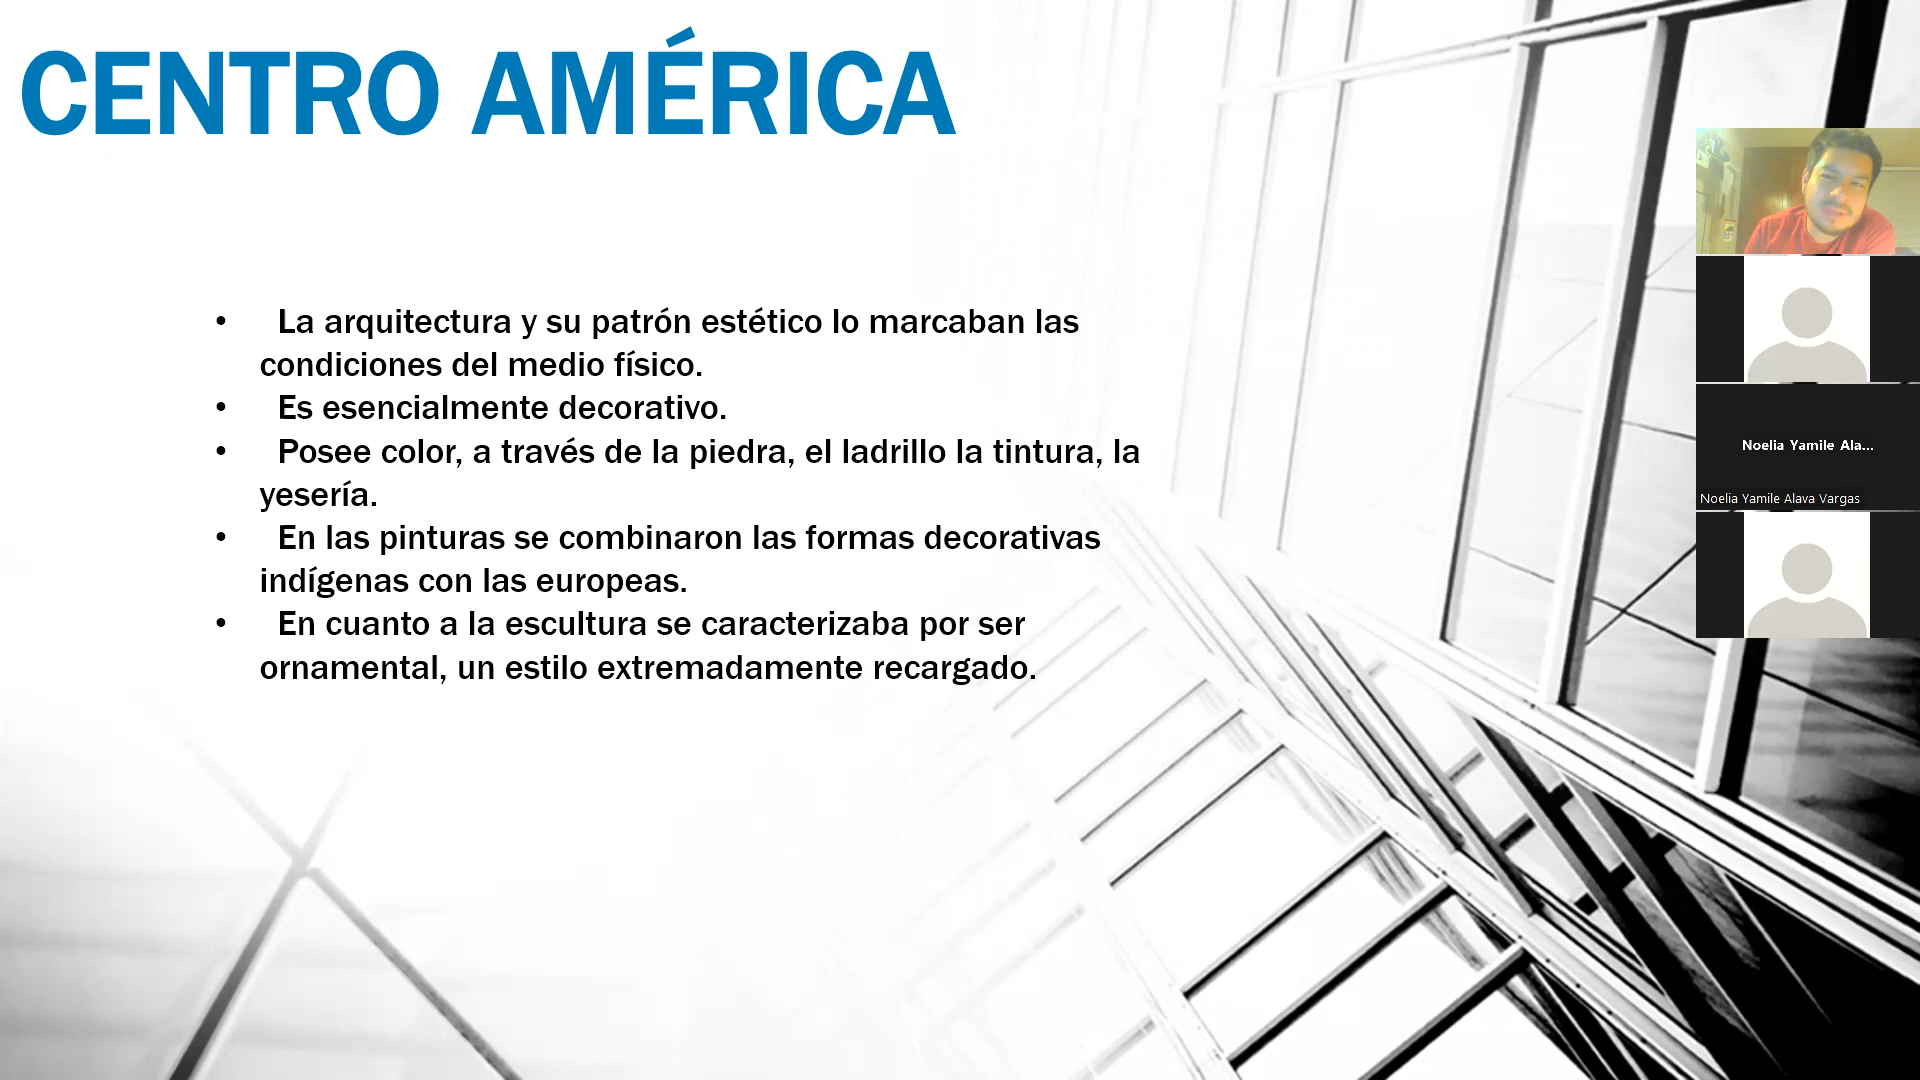 CENTRO AMÉRICA
• La arquitectura y su patrón estético lo marcaban las
condiciones del medio físico.
• Es esencialmente decorativo.
• Posee color, a través de la piedra, el ladrillo la tintura, la
yesería.
• En las pinturas se combinaron las formas decorativas
indígenas con las europeas.
• En cuanto a la escultura se caracterizaba por ser
ornamental, un estilo extremadamente recargado.
Noelia Yamile Ala...
Noelia Yamile Alava Vargas